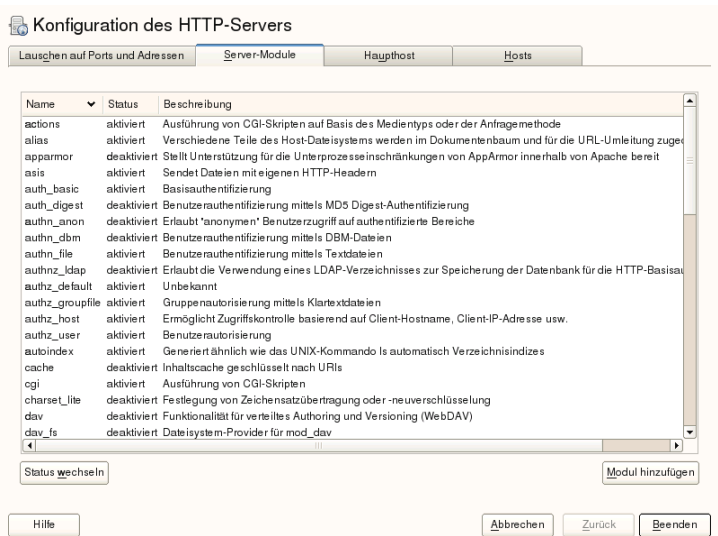 Konfiguration des HTTP-Servers
Lauschen auf Ports und Adressen Server-Module Haupthost Hosts
Name Status Beschreibung
actions aktiviert Ausführung von CGI-Skripten auf Basis des Medientyps oder der Anfragemethode
alias aktiviert Verschiedene Teile des Host-Dateisystems werden im Dokumentenbaum und für die URL-Umleitung zuged
apparmor deaktiviert Stellt Unterstützung für die Unterprozesseinschränkungen von AppArmor innerhalb von Apache bereit
asis aktiviert Sendet Dateien mit eigenen HTTP-Headern
auth_basic aktiviert Basisauthentifizierung
auth_digest deaktiviert Benutzerauthentifizierung mittels MD5 Digest-Authentifizierung
authn_anon deaktiviert Erlaubt "anonymen" Benutzerzugriff auf authentifizierte Bereiche
authn_dbm deaktiviert Benutzerauthentifizierung mittels DBM-Dateien
authn_file aktiviert Benutzerauthentifizierung mittels Textdateien
authnz_ldap deaktiviert Erlaubt die Verwendung eines LDAP-Verzeichnisses zur Speicherung der Datenbank für die HTTP-Basisau
authz_default aktiviert Unbekannt
authz_groupfile aktiviert Gruppenautorisierung mittels Klartextdateien
authz_host aktiviert Ermöglicht Zugriffskontrolle basierend auf Client-Hostname, Client-IP-Adresse usw.
authz_user aktiviert Benutzerautorisierung
autoindex aktiviert Generiert ähnlich wie das UNIX-Kommando ls automatisch Verzeichnisindizes
cache deaktiviert Inhaltscache geschlüsselt nach URIs
cgi aktiviert Ausführung von CGI-Skripten
charset_lite deaktiviert Festlegung von Zeichensatzübertragung oder -neuverschlüsselung
dav deaktiviert Funktionalität für verteiltes Authoring und Versioning (WebDAV)
dav_fs deaktiviert Dateisystem-Provider für mod_dav
Status wechseln Modul hinzufügen
Hilfe Abbrechen Zurück Beenden